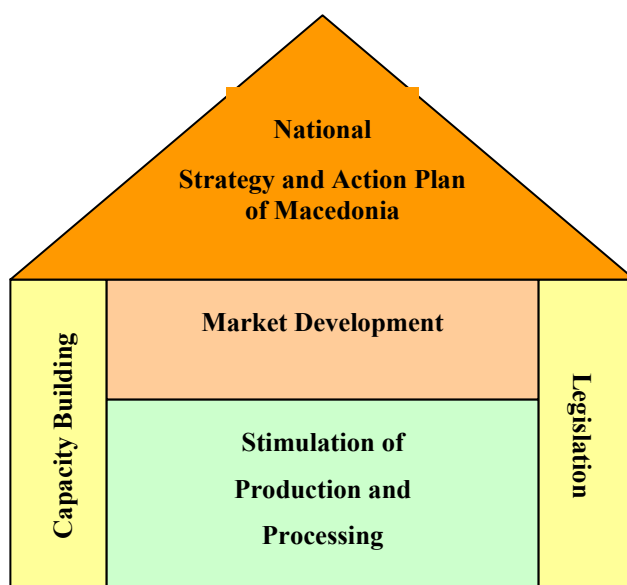 National
Strategy and Action Plan
of Macedonia
Market Development
Capacity Building
Legislation
Stimulation of
Production and
Processing